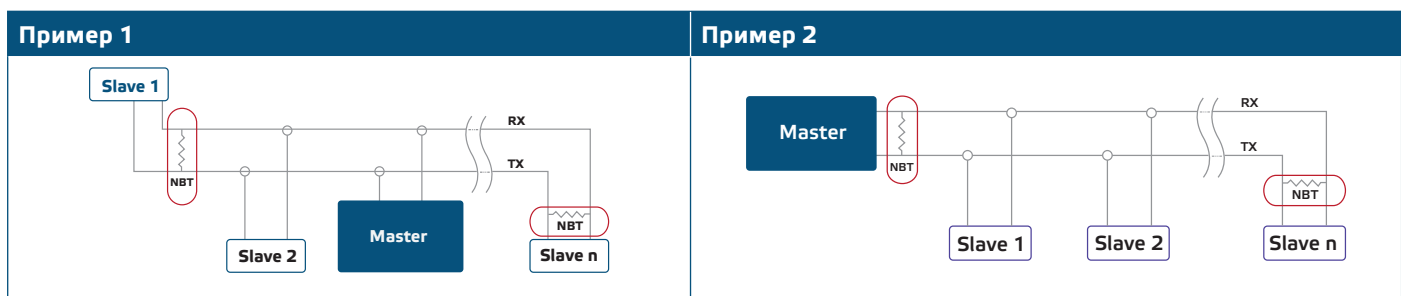 Пример 1
Slave 1
RX
TX
NBT
NBT
Master
Slave 2
Slave n
Пример 2
RX
Master
TX
NBT
NBT
Slave 1
Slave 2
Slave n